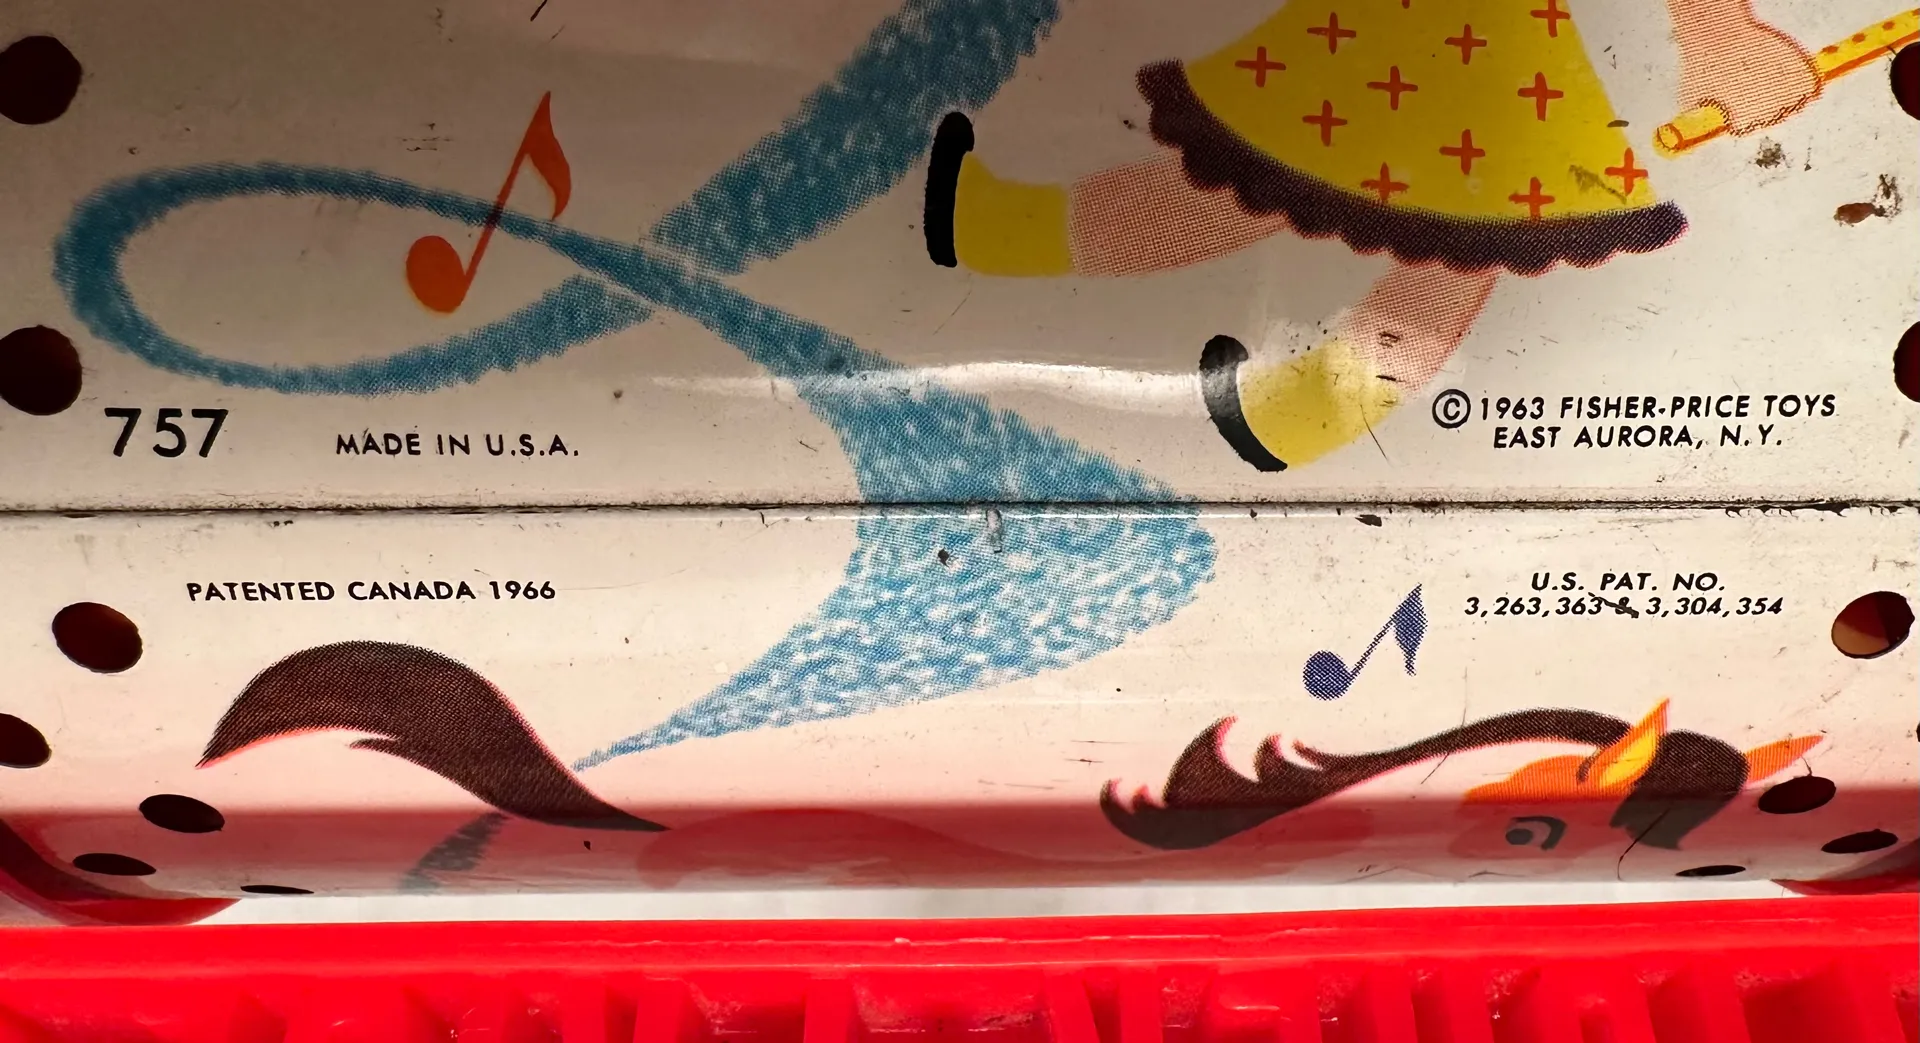 757
MADE IN U.S.A.
© 1963 FISHER-PRICE TOYS
EAST AURORA, N.Y.
PATENTED CANADA 1966
U.S. PAT. NO.
3,263,363 & 3,304,354